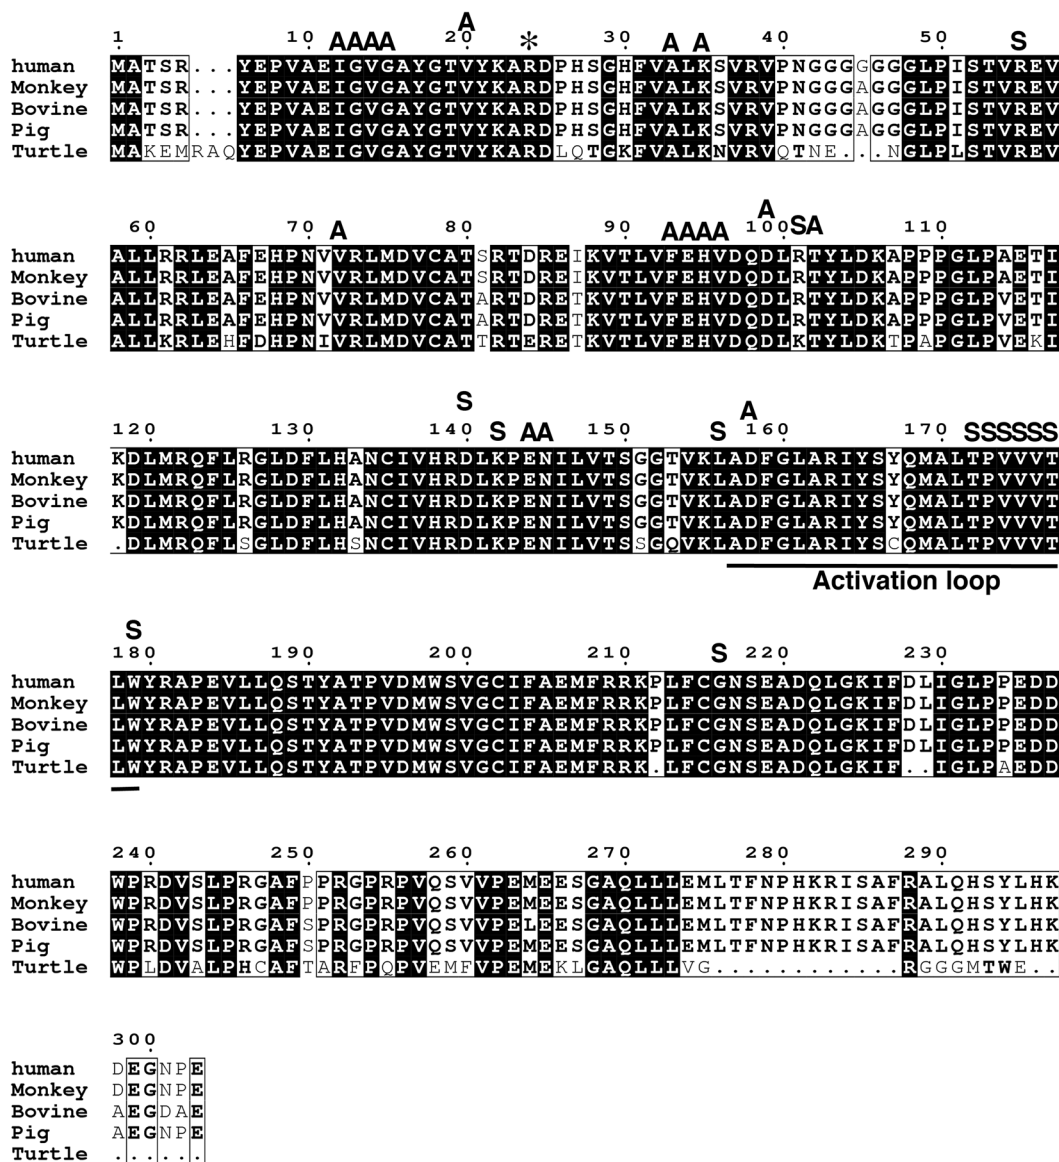 A
1 10 AAAA 20 * 30 A A 40 50 S
human MATSR...YEPVAEIGVGAYGTVYKARDPHSGHFVALKSVRVPNGGGGGGGLPISTVREV
Monkey MATSR...YEPVAEIGVGAYGTVYKARDPHSGHFVALKSVRVPNGGGAGGGLPISTVREV
Bovine MATSR...YEPVAEIGVGAYGTVYKARDPHSGHFVALKSVRVPNGGGAGGGLPISTVREV
Pig MATSR...YEPVAEIGVGAYGTVYKARDPHSGHFVALKSVRVPNGGGAGGGLPISTVREV
Turtle MAKEMRAQYEPVAEIGVGAYGTVYKARDLQTGKFVALKNVRVQTNE...NGLPLSTVREV
A
60 70 A 80 90 AAAA 100 SA 110
human ALLRRLEAFEHPNVVRLMDVCATSRTDREIKVTLVFEHVDQDLRTYLDKAPPPGLPAETI
Monkey ALLRRLEAFEHPNVVRLMDVCATSRTDREIKVTLVFEHVDQDLRTYLDKAPPPGLPAETI
Bovine ALLRRLEAFEHPNVVRLMDVCATARTDRETKVTLVFEHVDQDLRTYLDKAPPPGLPVETI
Pig ALLRRLEAFEHPNVVRLMDVCATARTDRETKVTLVFEHVDQDLRTYLDKAPPPGLPVETI
Turtle ALLKRLEHFDHPNIVRLMDVCATTRTERETKVTLVFEHVDQDLKTYLDKTPAPGLPVEKI
S A
120 130 140 S AA 150 S 160 170 SSSSSS
human KDLMRQFLRGLDFLHANCIVHRDLKPENILVTSGGTVKLADFGLARIYSYQMALTPVVVT
Monkey KDLMRQFLRGLDFLHANCIVHRDLKPENILVTSGGTVKLADFGLARIYSYQMALTPVVVT
Bovine KDLMRQFLRGLDFLHANCIVHRDLKPENILVTSGGTVKLADFGLARIYSYQMALTPVVVT
Pig KDLMRQFLRGLDFLHANCIVHRDLKPENILVTSGGTVKLADFGLARIYSYQMALTPVVVT
Turtle .DLMRQFLSGLDFLHSNCIVHRDLKPENILVTSSGQVKLADFGLARIYSCQMALTPVVVT
Activation loop
S
180 190 200 210 S 220 230
human LWYRAPEVLLQSTYATPVDMWSVGCIFAEMFRRKPLFCGNSEADQLGKIFDLIGLPPEDD
Monkey LWYRAPEVLLQSTYATPVDMWSVGCIFAEMFRRKPLFCGNSEADQLGKIFDLIGLPPEDD
Bovine LWYRAPEVLLQSTYATPVDMWSVGCIFAEMFRRKPLFCGNSEADQLGKIFDLIGLPPEDD
Pig LWYRAPEVLLQSTYATPVDMWSVGCIFAEMFRRKPLFCGNSEADQLGKIFDLIGLPPEDD
Turtle LWYRAPEVLLQSTYATPVDMWSVGCIFAEMFRRK.LFCGNSEADQLGKIF..IGLPAEDD
240 250 260 270 280 290
human WPRDVSLPRGAFPPRGPRPVQSVVPEMEESGAQLLLEMLTFNPHKRISAFRALQHSYLHK
Monkey WPRDVSLPRGAFPPRGPRPVQSVVPEMEESGAQLLLEMLTFNPHKRISAFRALQHSYLHK
Bovine WPRDVSLPRGAFSPRGPRPVQSVVPELEESGAQLLLEMLTFNPHKRISAFRALQHSYLHK
Pig WPRDVSLPRGAFSPRGPRPVQSVVPEMEESGAQLLLEMLTFNPHKRISAFRALQHSYLHK
Turtle WPLDVALPHCAFTARFPQPVEMFVPEMEKLGAQLLLVG............RGGGMTWE..
300
human DEGNPE
Monkey DEGNPE
Bovine AEGDAE
Pig AEGNPE
Turtle ......